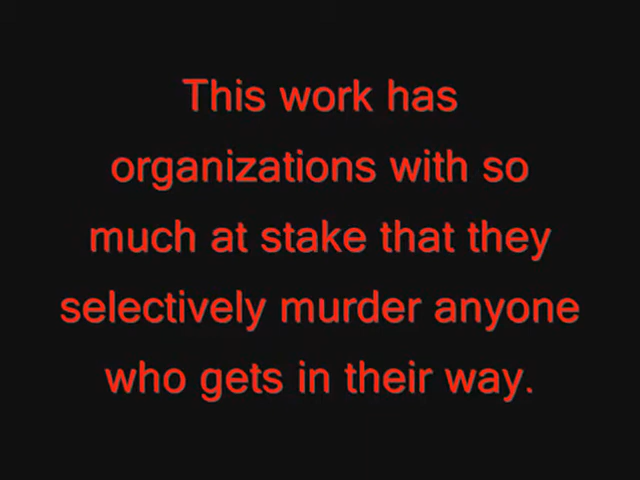 This work has
organizations with so
much at stake that they
selectively murder anyone
who gets in their way.